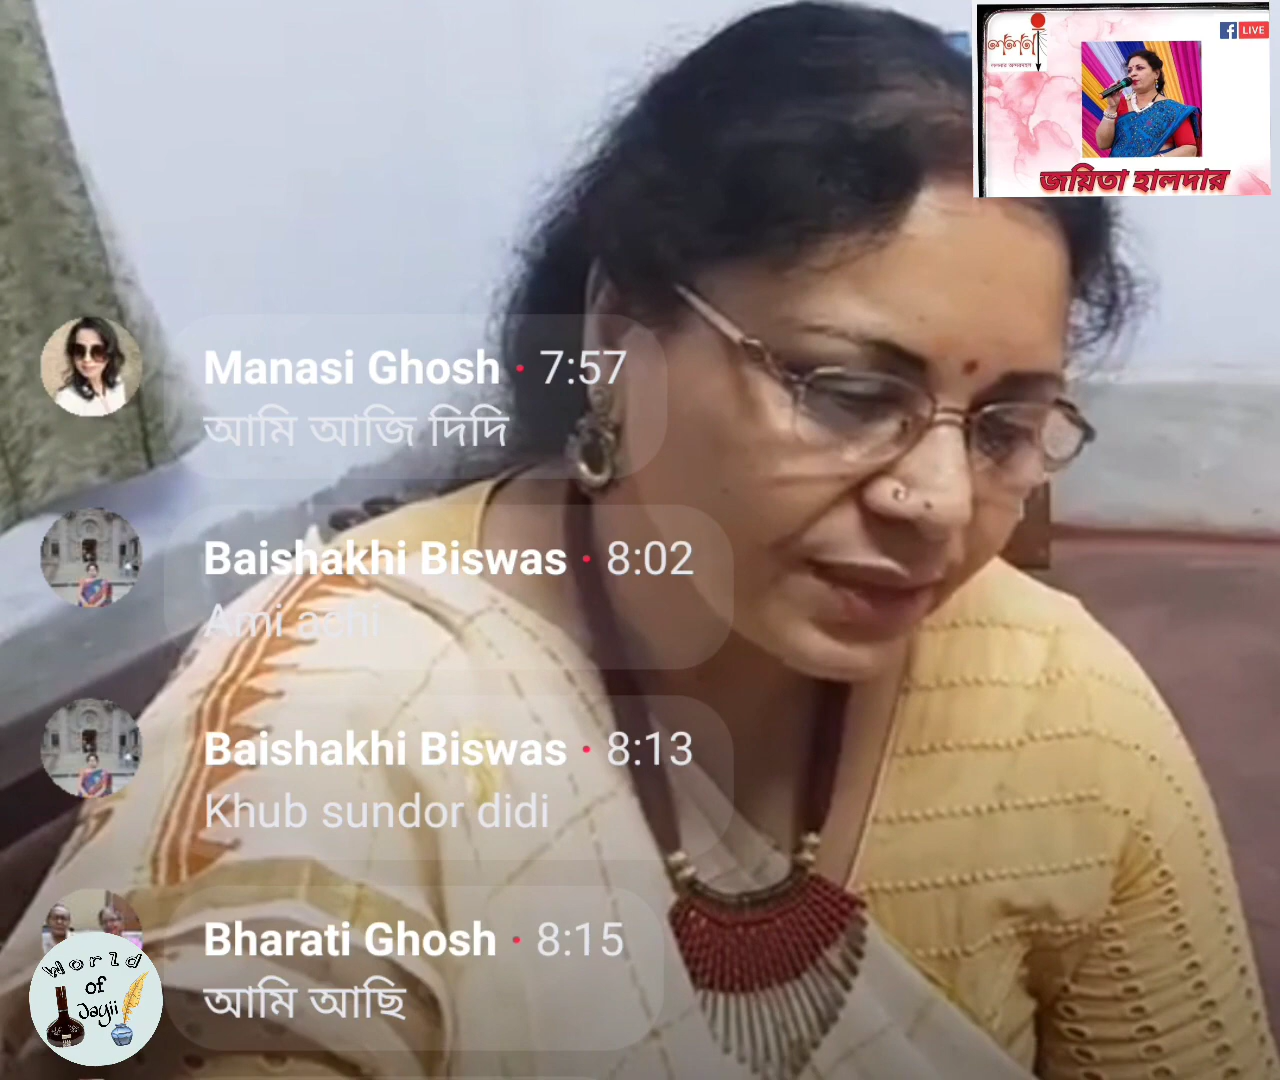 LIVE
জয়িতা হালদার
Manasi Ghosh • 7:57
আমি আজি দিদি
Baishakhi Biswas • 8:02
Ami achi
Baishakhi Biswas • 8:13
Khub sundor didi
Bharati Ghosh • 8:15
আমি আছি
World
of
Jayii